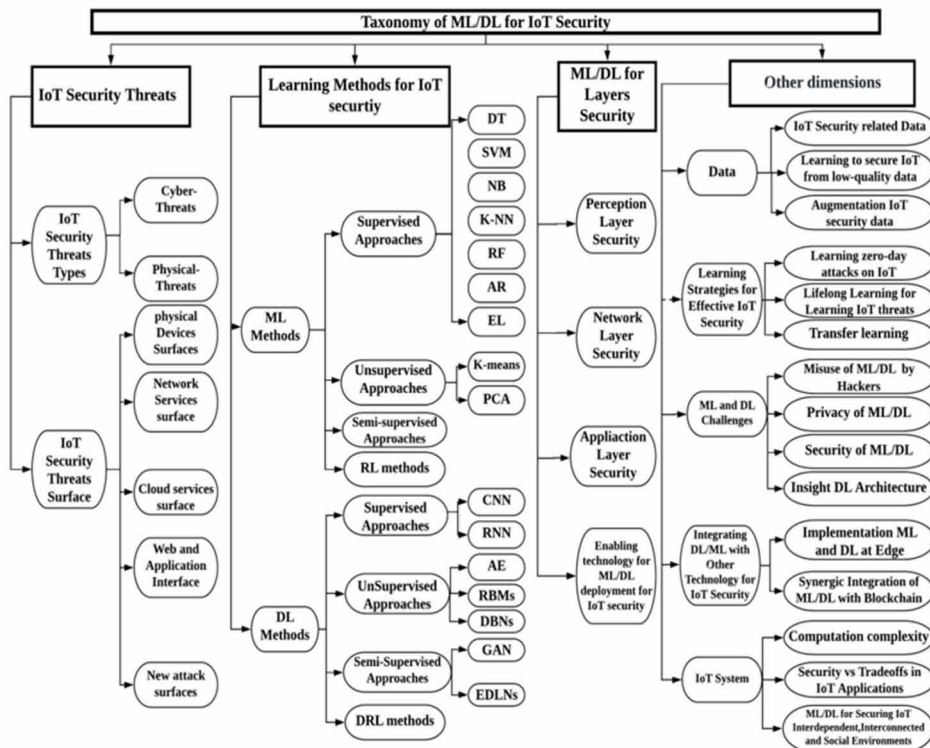 Taxonomy of ML/DL for IoT Security
IoT Security Threats
IoT
Security
Threats
Types
Cyber-
Threats
Physical-
Threats
IoT
Security
Threats
Surface
physical
Devices
Surfaces
Network
Services
surface
Cloud services
surface
Web and
Application
Interface
New attack
surfaces
Learning Methods for IoT
securtiy
ML
Methods
Supervised
Approaches
DT
SVM
NB
K-NN
RF
AR
EL
Unsupervised
Approaches
K-means
PCA
Semi-supervised
Approaches
RL methods
DL
Methods
Supervised
Approaches
CNN
RNN
UnSupervised
Approaches
AE
RBMs
DBNs
Semi-Supervised
Approaches
GAN
EDLNs
DRL methods
ML/DL for
Layers
Security
Perception
Layer
Security
Network
Layer
Security
Appliaction
Layer
Security
Enabling
technology for
ML/DL
deployment for
IoT security
Other dimensions
Data
IoT Security related Data
Learning to secure IoT
from low-quality data
Augmentation IoT
security data
Learning
Strategies for
Effective IoT
Security
Learning zero-day
attacks on IoT
Lifelong Learning for
Learning IoT threats
Transfer learning
ML and DL
Challenges
Misuse of ML/DL by
Hackers
Privacy of ML/DL
Security of ML/DL
Insight DL Architecture
Integrating
DL/ML with
Other
Technology for
IoT Security
Implementation ML
and DL at Edge
Synergic Integration of
ML/DL with Blockchain
IoT System
Computation complexity
Security vs Tradeoffs in
IoT Applications
ML/DL for Securing IoT
Interdependent,Interconnected
and Social Environments